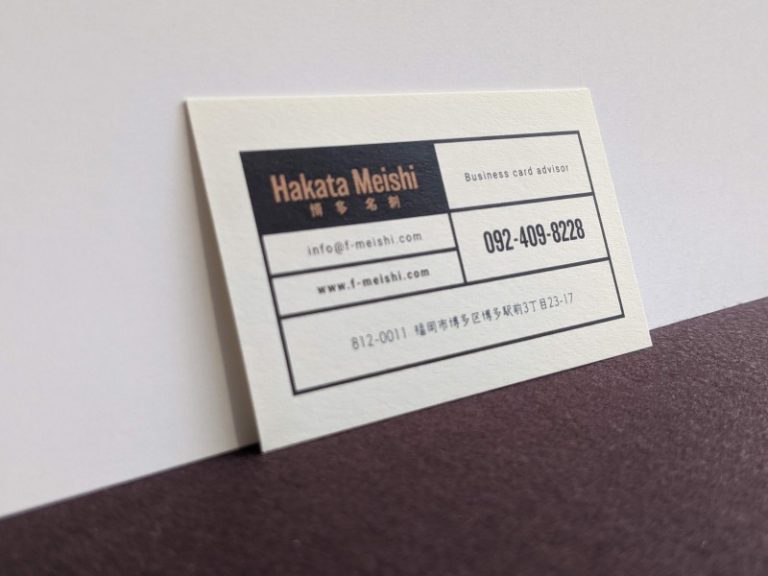 Hakata Meishi
博多名刺
Business card advisor
info@f-meishi.com
092-409-8228
www.f-meishi.com
812-0011 福岡市博多区博多駅前3丁目23-17